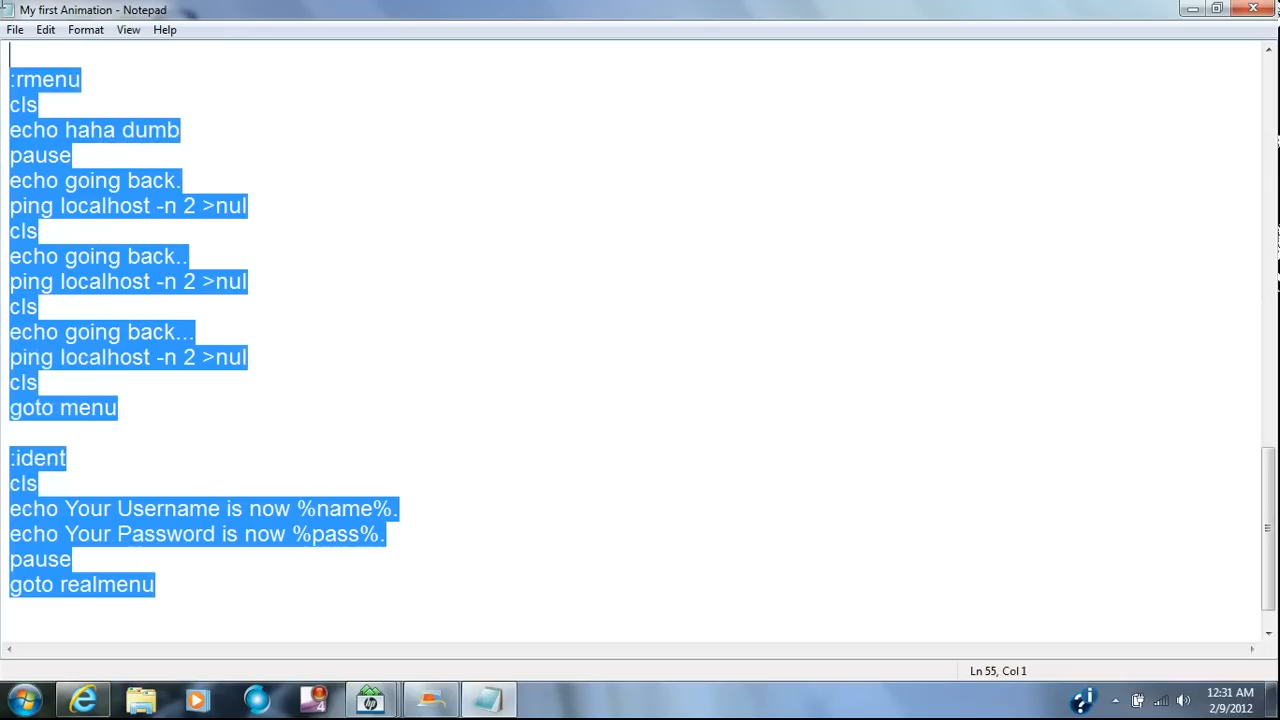 My first Animation - Notepad
File Edit Format View Help
:rmenu
cls
echo haha dumb
pause
echo going back.
ping localhost -n 2 >nul
cls
echo going back..
ping localhost -n 2 >nul
cls
echo going back...
ping localhost -n 2 >nul
cls
goto menu
:ident
cls
echo Your Username is now %name%.
echo Your Password is now %pass%.
pause
goto realmenu
Ln 55, Col 1
4
hp
?
12:31 AM
2/9/2012